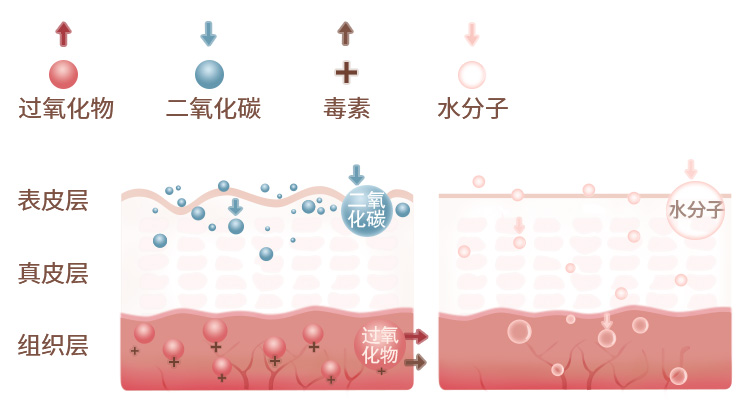 过氧化物 二氧化碳 毒素 水分子
表皮层
二氧
化碳
水分子
真皮层
组织层
过氧
化物